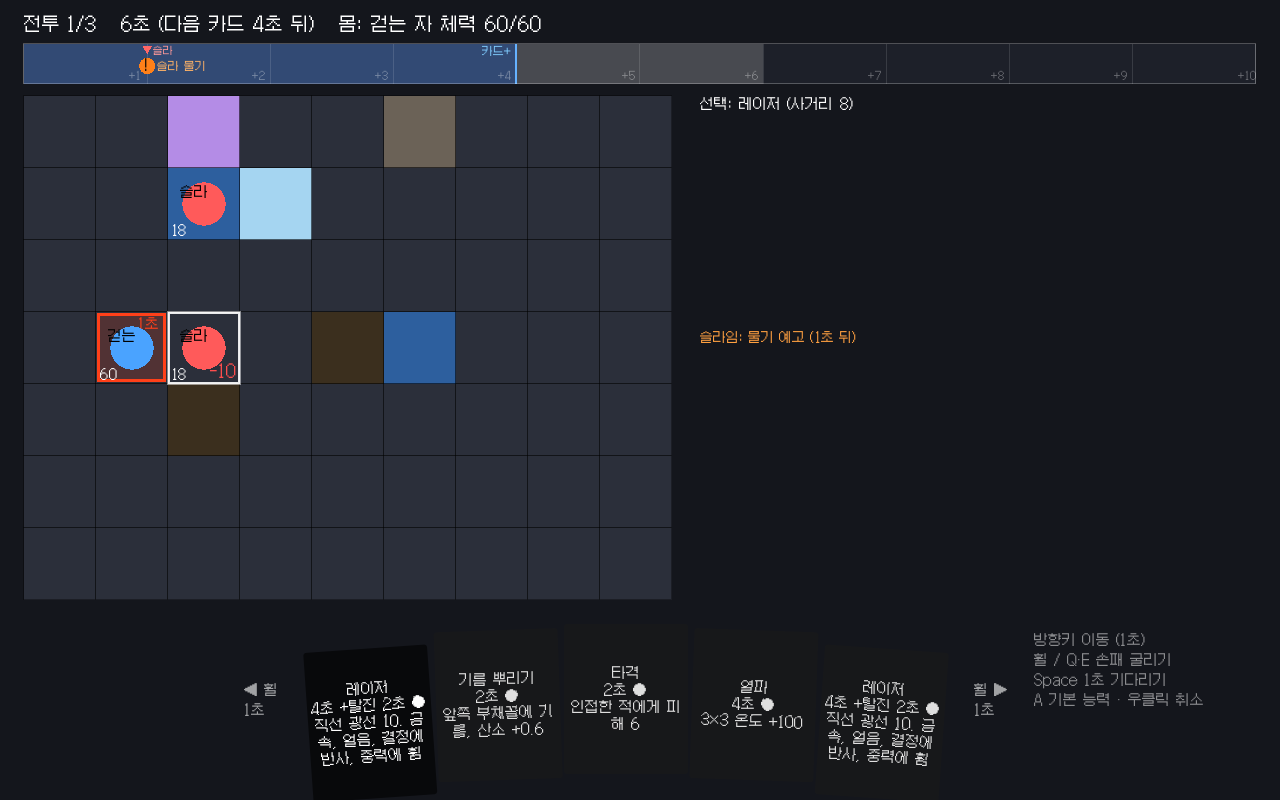 전투 1/3 6초 (다음 카드 4초 뒤) 몸: 걷는 자 체력 60/60
슬라 카드+
! 슬라 물기
+1 +2 +3 +4 +5 +6 +7 +8 +9 +10
선택: 레이저 (사거리 8)
슬라
18
걷는 1초 슬라
60 18 -10
슬라임: 물기 예고 (1초 뒤)
◀ 휠
1초
레이저
4초 +탈진 2초
직선 광선 10. 금
속, 얼음, 결정에
반사, 중력에 휨
기름 뿌리기
2초
앞쪽 부채꼴에 기
름, 산소 +0.6
타격
2초
인접한 적에게 피
해 6
열파
4초
3×3 온도 +100
레이저
4초 +탈진 2초
직선 광선 10. 금
속, 얼음, 결정에
반사, 중력에 휨
휠 ▶
1초
방향키 이동 (1초)
휠 / Q·E 손패 굴리기
Space 1초 기다리기
A 기본 능력 · 우클릭 취소